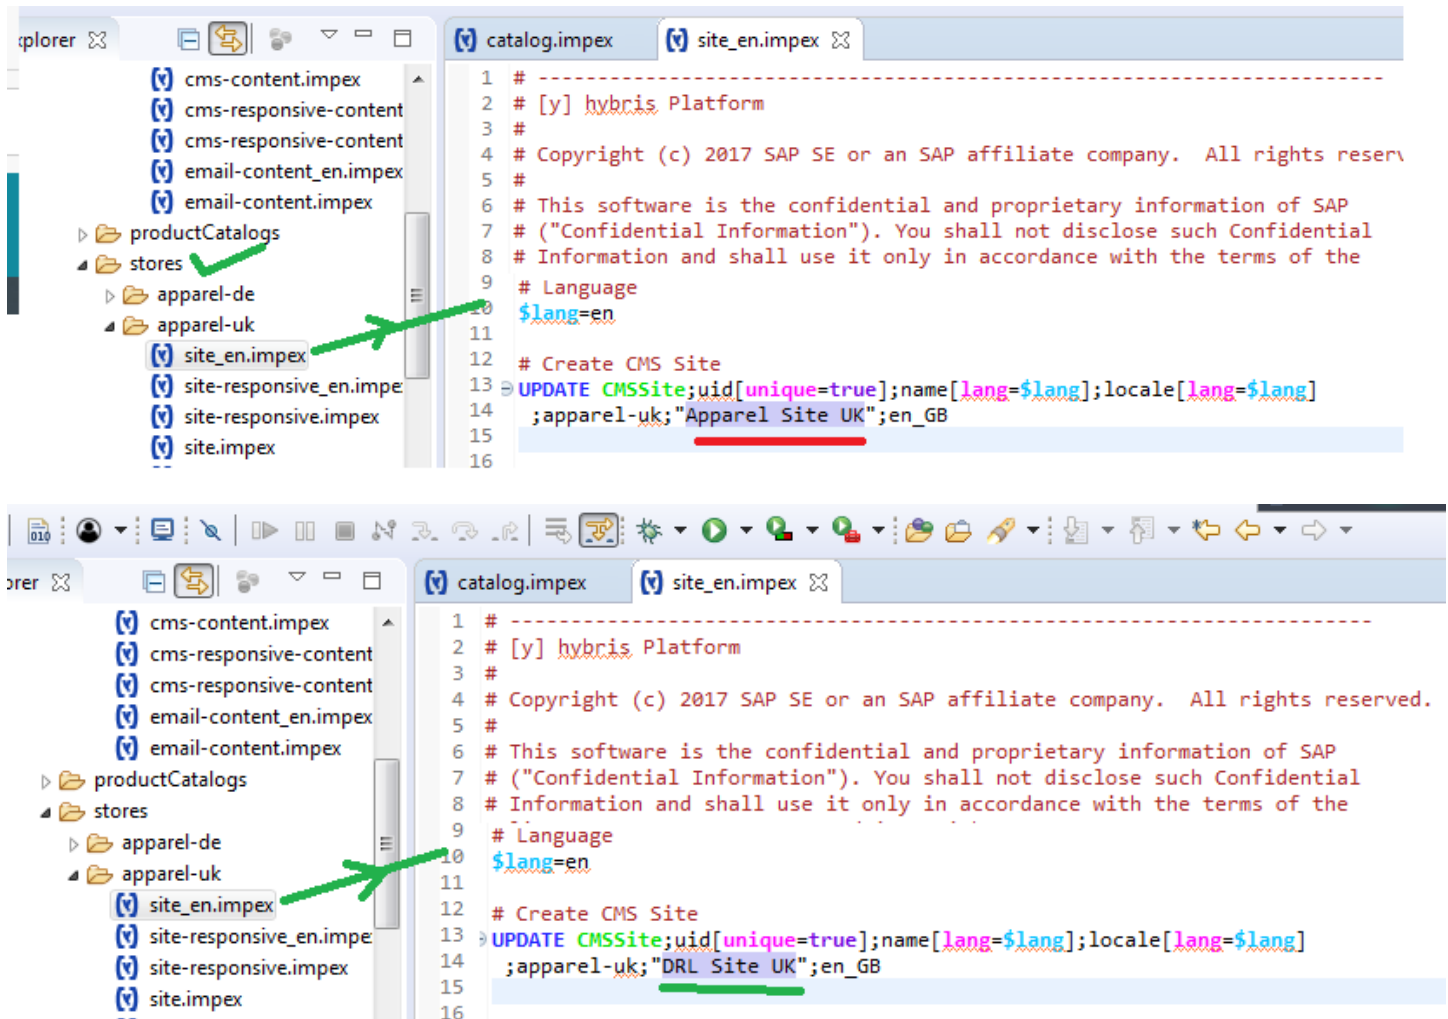 xplorer
catalog.impex
site_en.impex
cms-content.impex
cms-responsive-content
cms-responsive-content
email-content_en.impex
email-content.impex
productCatalogs
stores
apparel-de
apparel-uk
site_en.impex
site-responsive_en.impe
site-responsive.impex
site.impex
1 # -----------------------------------------------------------------------
2 # [y] hybris Platform
3 #
4 # Copyright (c) 2017 SAP SE or an SAP affiliate company.  All rights reserv
5 #
6 # This software is the confidential and proprietary information of SAP
7 # ("Confidential Information"). You shall not disclose such Confidential
8 # Information and shall use it only in accordance with the terms of the
9 # Language
10 $lang=en
11
12 # Create CMS Site
13 UPDATE CMSSite;uid[unique=true];name[lang=$lang];locale[lang=$lang]
14 ;apparel-uk;"Apparel Site UK";en_GB
15
16
010
orer
catalog.impex
site_en.impex
cms-content.impex
cms-responsive-content
cms-responsive-content
email-content_en.impex
email-content.impex
productCatalogs
stores
apparel-de
apparel-uk
site_en.impex
site-responsive_en.impe
site-responsive.impex
site.impex
1 # -----------------------------------------------------------------------
2 # [y] hybris Platform
3 #
4 # Copyright (c) 2017 SAP SE or an SAP affiliate company.  All rights reserved.
5 #
6 # This software is the confidential and proprietary information of SAP
7 # ("Confidential Information"). You shall not disclose such Confidential
8 # Information and shall use it only in accordance with the terms of the
9 # Language
10 $lang=en
11
12 # Create CMS Site
13 UPDATE CMSSite;uid[unique=true];name[lang=$lang];locale[lang=$lang]
14 ;apparel-uk;"DRL Site UK";en_GB
15
16